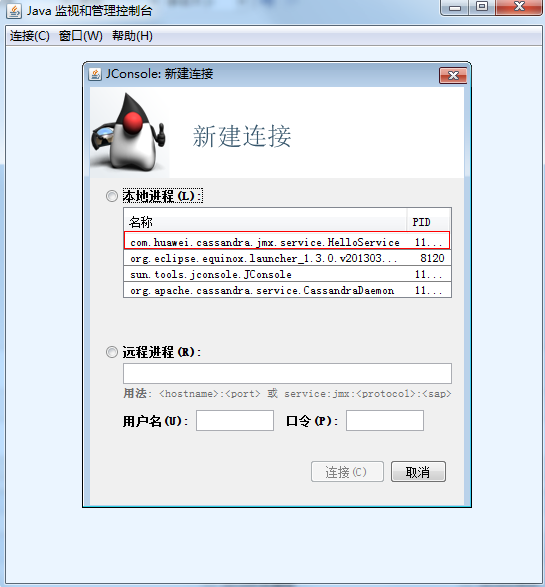 Java 监视和管理控制台
连接(C) 窗口(W) 帮助(H)
JConsole: 新建连接
新建连接
本地进程(L):
名称 PID
com.huawei.cassandra.jmx.service.HelloService 11...
org.eclipse.equinox.launcher_1.3.0.v201303... 8120
sun.tools.jconsole.JConsole 11...
org.apache.cassandra.service.CassandraDaemon 11...
远程进程(R):
用法: <hostname>:<port> 或 service:jmx:<protocol>:<sap>
用户名(U): 口令(P):
连接(C) 取消